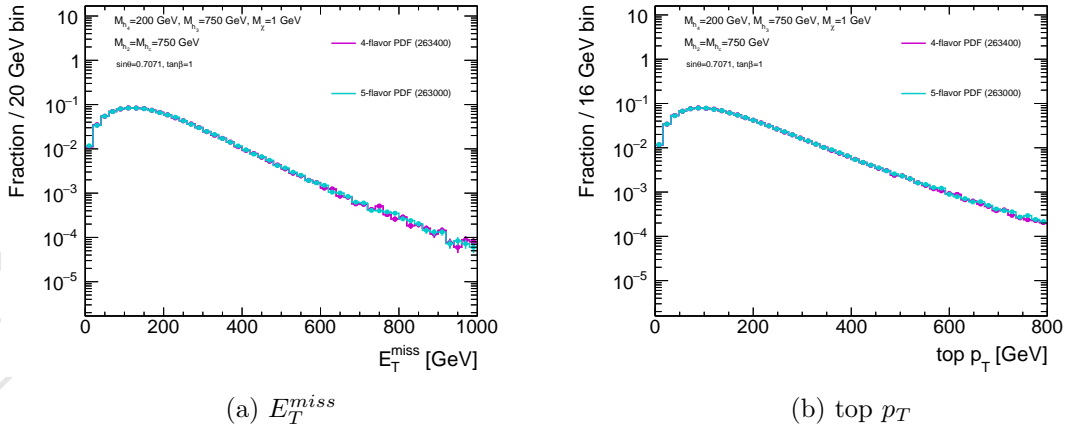 M_{h_4}=200 GeV, M_{h_3}=750 GeV, M_χ=1 GeV
M_{h_2}=M_{h_c}=750 GeV
sinθ=0.7071, tanβ=1
4-flavor PDF (263400)
5-flavor PDF (263000)
Fraction / 20 GeV bin
10
1
10^{−1}
10^{−2}
10^{−3}
10^{−4}
10^{−5}
0 200 400 600 800 1000
E_T^{miss} [GeV]
(a) E_T^{miss}
M_{h_4}=200 GeV, M_{h_3}=750 GeV, M_χ=1 GeV
M_{h_2}=M_{h_c}=750 GeV
sinθ=0.7071, tanβ=1
4-flavor PDF (263400)
5-flavor PDF (263000)
Fraction / 16 GeV bin
10
1
10^{−1}
10^{−2}
10^{−3}
10^{−4}
10^{−5}
0 100 200 300 400 500 600 700 800
top p_T [GeV]
(b) top p_T